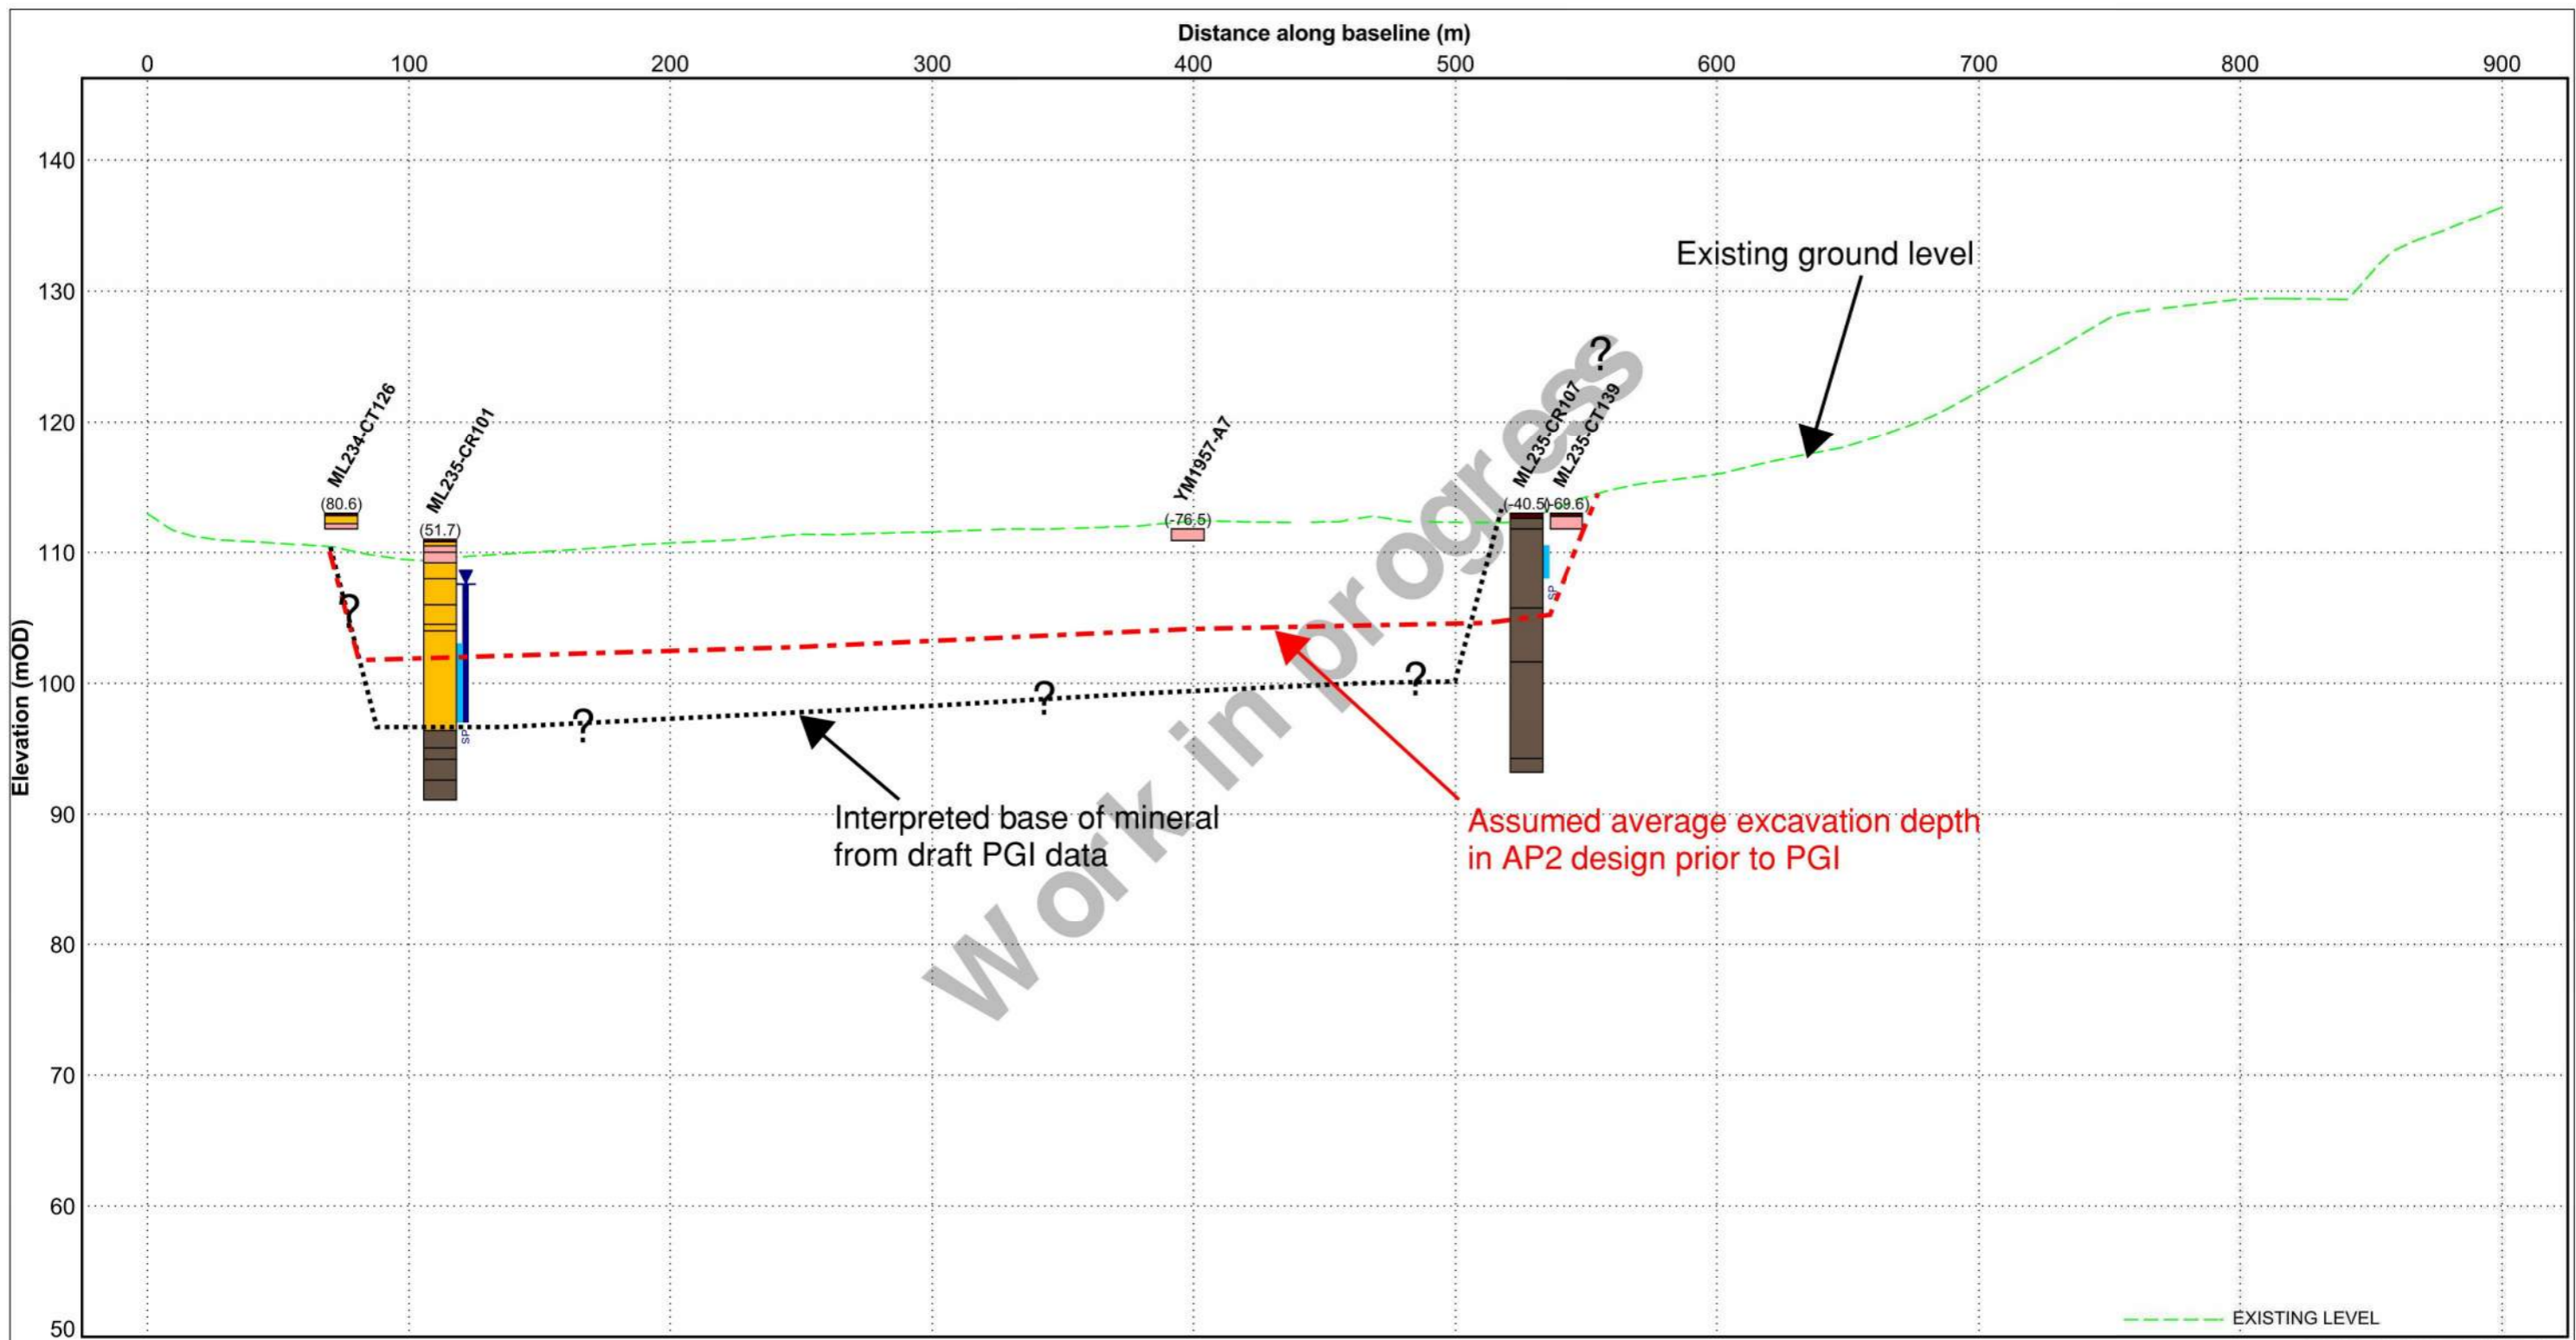 Distance along baseline (m)
0 100 200 300 400 500 600 700 800 900
Elevation (mOD)
140
130
120
110
100
90
80
70
60
50
Existing ground level
?
ML234-CT126
(80.6)
ML235-CR101
(51.7)
YM1957-A7
(-76.5)
ML235-CR107
(-40.5)
ML235-CT139
(-69.6)
?
SP
SP
?
?
?
Interpreted base of mineral
from draft PGI data
Assumed average excavation depth
in AP2 design prior to PGI
Work in progress
EXISTING LEVEL